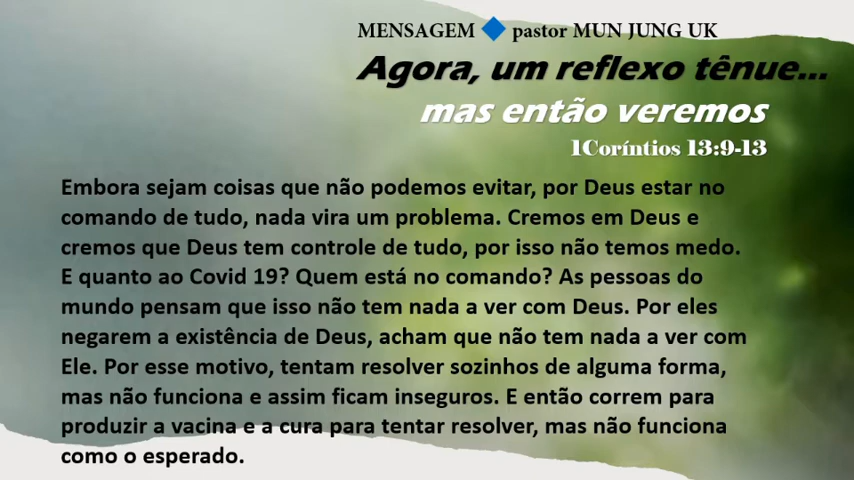 MENSAGEM 🔷 pastor MUN JUNG UK
Agora, um reflexo tênue...
mas então veremos
1Coríntios 13:9-13
Embora sejam coisas que não podemos evitar, por Deus estar no
comando de tudo, nada vira um problema. Cremos em Deus e
cremos que Deus tem controle de tudo, por isso não temos medo.
E quanto ao Covid 19? Quem está no comando? As pessoas do
mundo pensam que isso não tem nada a ver com Deus. Por eles
negarem a existência de Deus, acham que não tem nada a ver com
Ele. Por esse motivo, tentam resolver sozinhos de alguma forma,
mas não funciona e assim ficam inseguros. E então correm para
produzir a vacina e a cura para tentar resolver, mas não funciona
como o esperado.